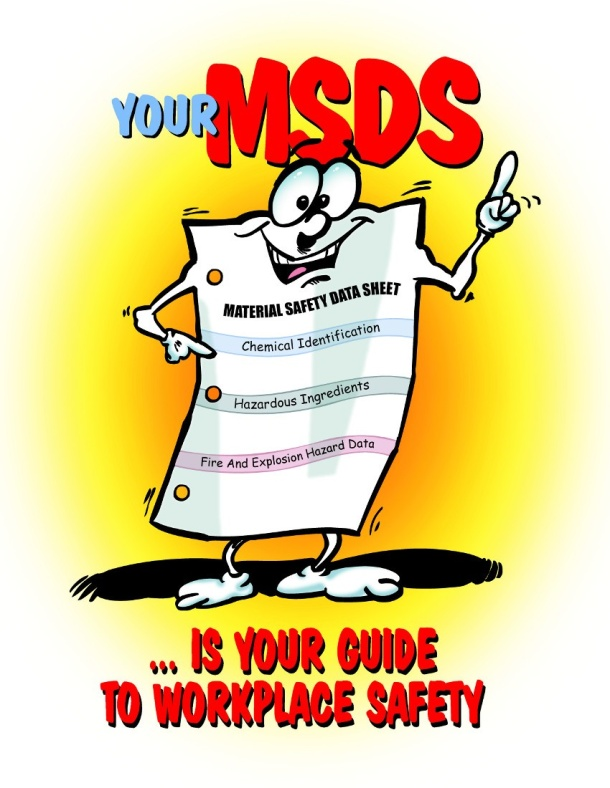 YOUR MSDS
MATERIAL SAFETY DATA SHEET
Chemical Identification
Hazardous Ingredients
Fire And Explosion Hazard Data
... IS YOUR GUIDE
TO WORKPLACE SAFETY